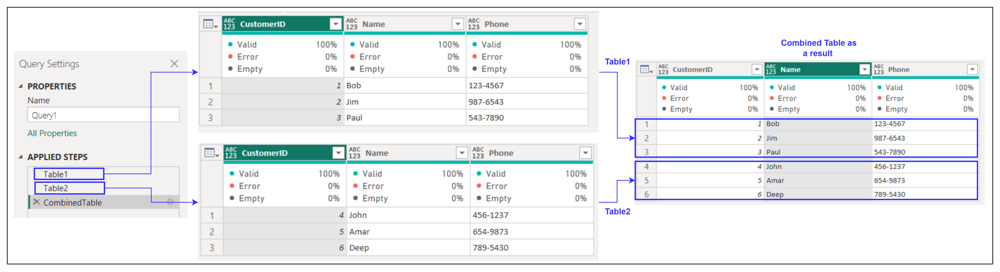 Query Settings
PROPERTIES
Name
Query1
All Properties
APPLIED STEPS
Table1
Table2
CombinedTable
ABC 123 CustomerID ABC 123 Name ABC 123 Phone
Valid 100% Valid 100% Valid 100%
Error 0% Error 0% Error 0%
Empty 0% Empty 0% Empty 0%
1 1 Bob 123-4567
2 2 Jim 987-6543
3 3 Paul 543-7890
ABC 123 CustomerID ABC 123 Name ABC 123 Phone
Valid 100% Valid 100% Valid 100%
Error 0% Error 0% Error 0%
Empty 0% Empty 0% Empty 0%
1 4 John 456-1237
2 5 Amar 654-9873
3 6 Deep 789-5430
Table1
Table2
Combined Table as
a result
ABC 123 CustomerID ABC 123 Name ABC 123 Phone
Valid 100% Valid 100% Valid 100%
Error 0% Error 0% Error 0%
Empty 0% Empty 0% Empty 0%
1 1 Bob 123-4567
2 2 Jim 987-6543
3 3 Paul 543-7890
4 4 John 456-1237
5 5 Amar 654-9873
6 6 Deep 789-5430